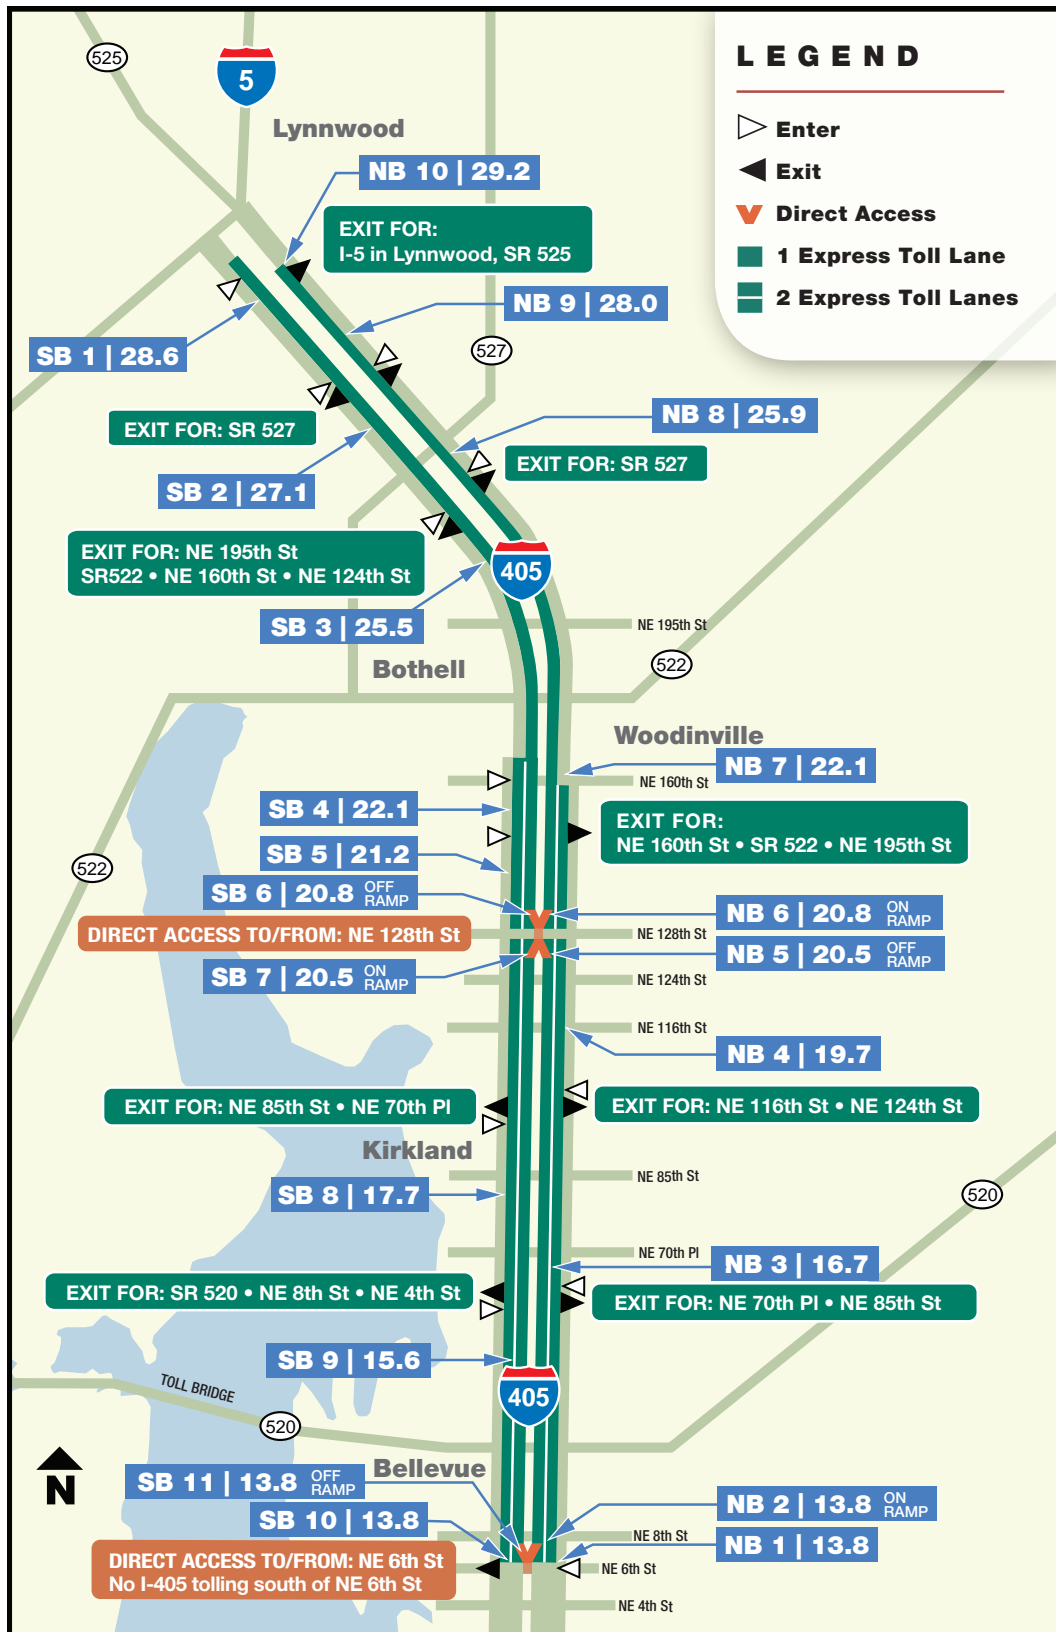 LEGEND
Enter
Exit
Direct Access
1 Express Toll Lane
2 Express Toll Lanes
525
5
Lynnwood
NB 10 | 29.2
EXIT FOR:
I-5 in Lynnwood, SR 525
NB 9 | 28.0
SB 1 | 28.6
527
NB 8 | 25.9
EXIT FOR: SR 527
EXIT FOR: SR 527
SB 2 | 27.1
EXIT FOR: NE 195th St
SR522 • NE 160th St • NE 124th St
405
SB 3 | 25.5
NE 195th St
Bothell
522
Woodinville
NB 7 | 22.1
NE 160th St
SB 4 | 22.1
EXIT FOR:
NE 160th St • SR 522 • NE 195th St
SB 5 | 21.2
522
SB 6 | 20.8 OFF RAMP
NB 6 | 20.8 ON RAMP
DIRECT ACCESS TO/FROM: NE 128th St
NE 128th St
NB 5 | 20.5 OFF RAMP
SB 7 | 20.5 ON RAMP
NE 124th St
NE 116th St
NB 4 | 19.7
EXIT FOR: NE 85th St • NE 70th Pl
EXIT FOR: NE 116th St • NE 124th St
Kirkland
NE 85th St
SB 8 | 17.7
520
NE 70th Pl
NB 3 | 16.7
EXIT FOR: SR 520 • NE 8th St • NE 4th St
EXIT FOR: NE 70th Pl • NE 85th St
SB 9 | 15.6
TOLL BRIDGE
405
520
N
Bellevue
SB 11 | 13.8 OFF RAMP
NB 2 | 13.8 ON RAMP
SB 10 | 13.8
NE 8th St
NB 1 | 13.8
DIRECT ACCESS TO/FROM: NE 6th St
No I-405 tolling south of NE 6th St
NE 6th St
NE 4th St